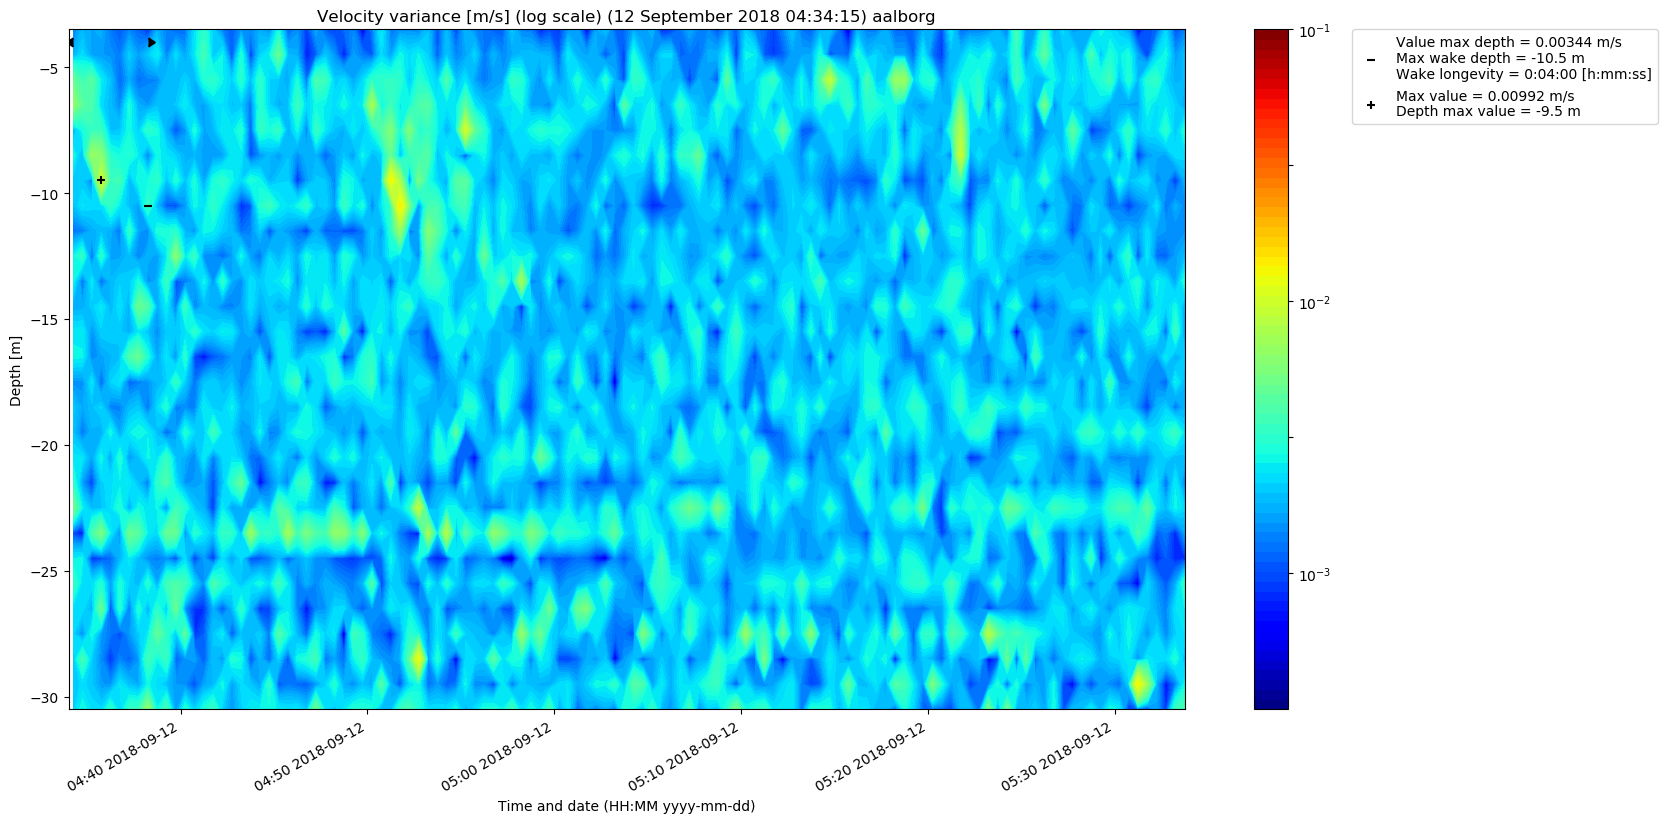 Velocity variance [m/s] (log scale) (12 September 2018 04:34:15) aalborg
Depth [m]
−5
−10
−15
−20
−25
−30
04:40 2018-09-12
04:50 2018-09-12
05:00 2018-09-12
05:10 2018-09-12
05:20 2018-09-12
05:30 2018-09-12
Time and date (HH:MM yyyy-mm-dd)
10⁻¹
10⁻²
10⁻³
Value max depth = 0.00344 m/s
Max wake depth = -10.5 m
Wake longevity = 0:04:00 [h:mm:ss]
Max value = 0.00992 m/s
Depth max value = -9.5 m